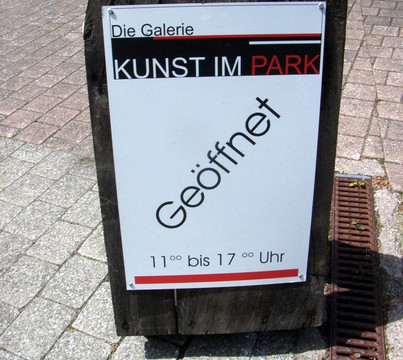 Die Galerie
KUNST IM PARK
Geöffnet
11°° bis 17 °° Uhr